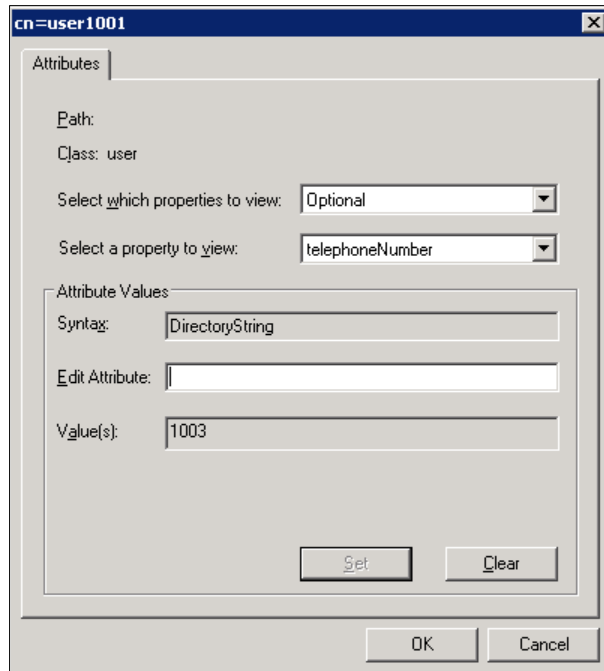 cn=user1001
Attributes
Path:
Class: user
Select which properties to view: Optional
Select a property to view: telephoneNumber
Attribute Values
Syntax: DirectoryString
Edit Attribute:
Value(s): 1003
Set Clear
OK Cancel